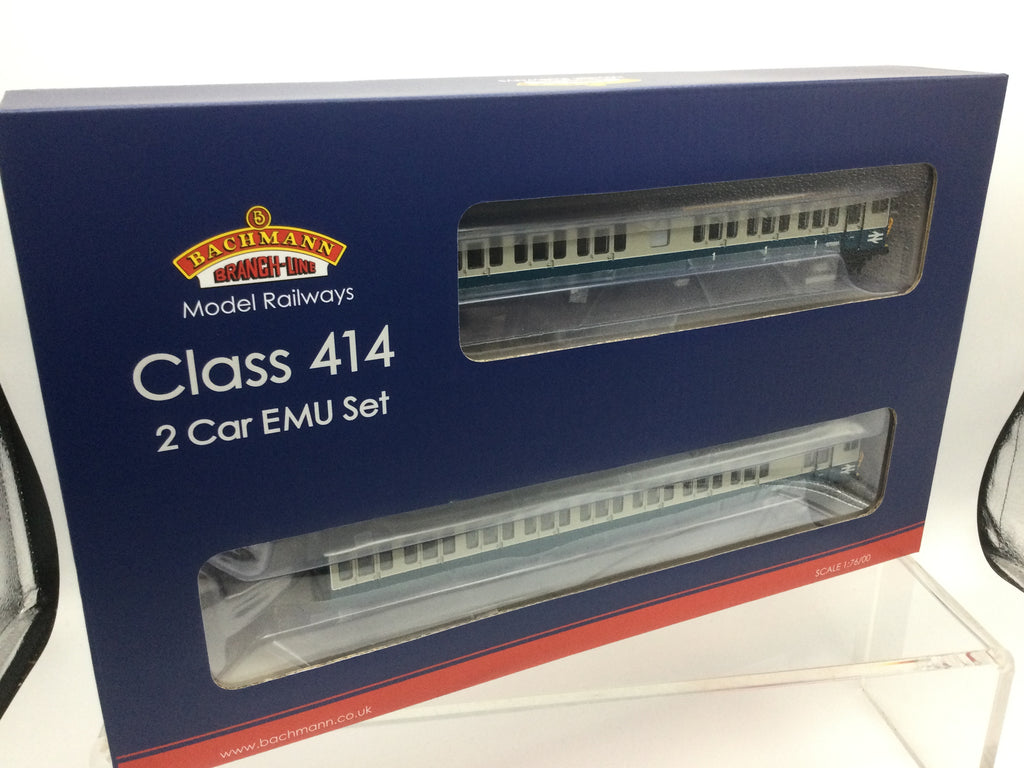 BACHMANN
BRANCH-LINE
Model Railways
Class 414
2 Car EMU Set
SCALE 1:76/00
www.bachmann.co.uk